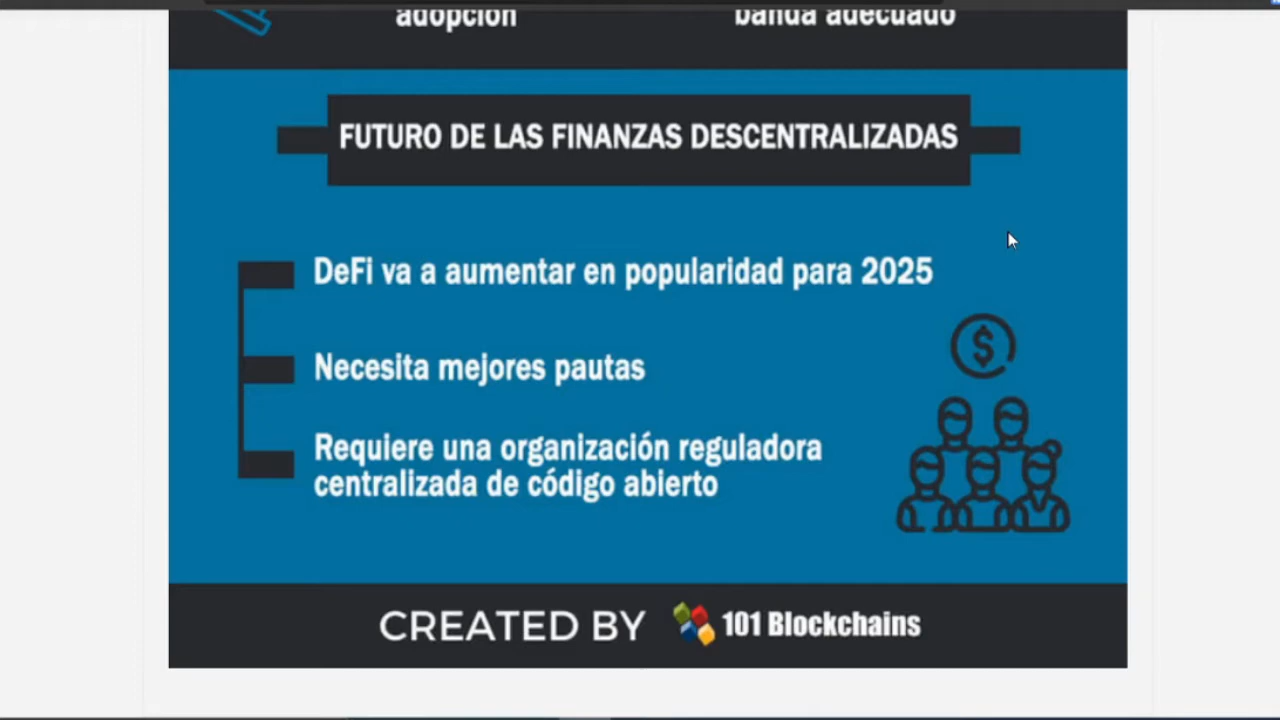 adopción
banda adecuado
FUTURO DE LAS FINANZAS DESCENTRALIZADAS
DeFi va a aumentar en popularidad para 2025
Necesita mejores pautas
Requiere una organización reguladora
centralizada de código abierto
CREATED BY 101 Blockchains